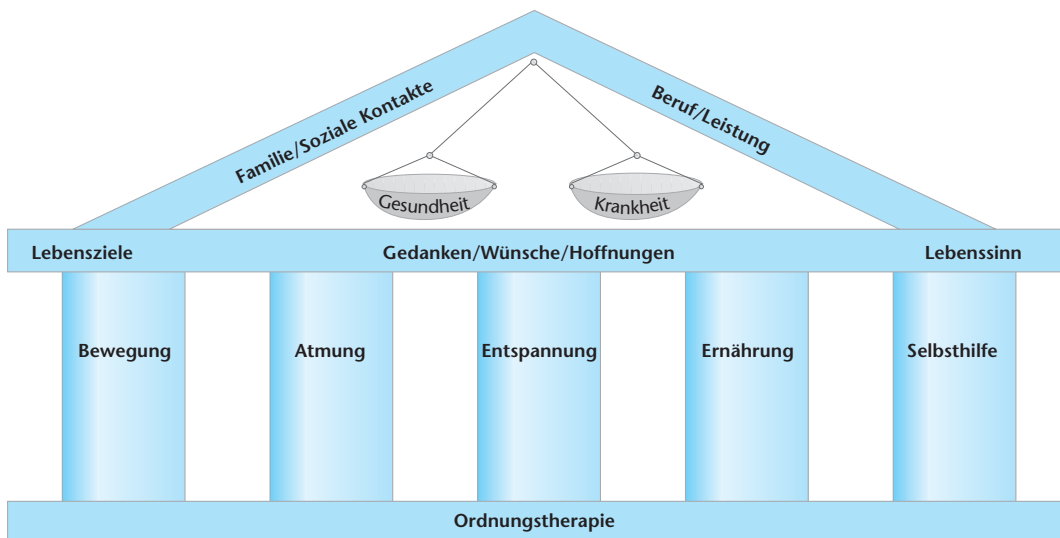 Familie/Soziale Kontakte
Beruf/Leistung
Gesundheit
Krankheit
Lebensziele
Gedanken/Wünsche/Hoffnungen
Lebenssinn
Bewegung
Atmung
Entspannung
Ernährung
Selbsthilfe
Ordnungstherapie